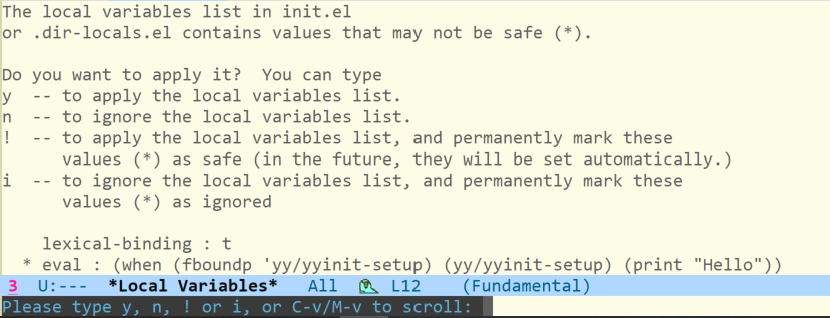 The local variables list in init.el
or .dir-locals.el contains values that may not be safe (*).
Do you want to apply it?  You can type
y  -- to apply the local variables list.
n  -- to ignore the local variables list.
!  -- to apply the local variables list, and permanently mark these
      values (*) as safe (in the future, they will be set automatically.)
i  -- to ignore the local variables list, and permanently mark these
      values (*) as ignored
    lexical-binding : t
  * eval : (when (fboundp 'yy/yyinit-setup) (yy/yyinit-setup) (print "Hello"))
3  U:---  *Local Variables*   All   L12    (Fundamental)
Please type y, n, ! or i, or C-v/M-v to scroll: